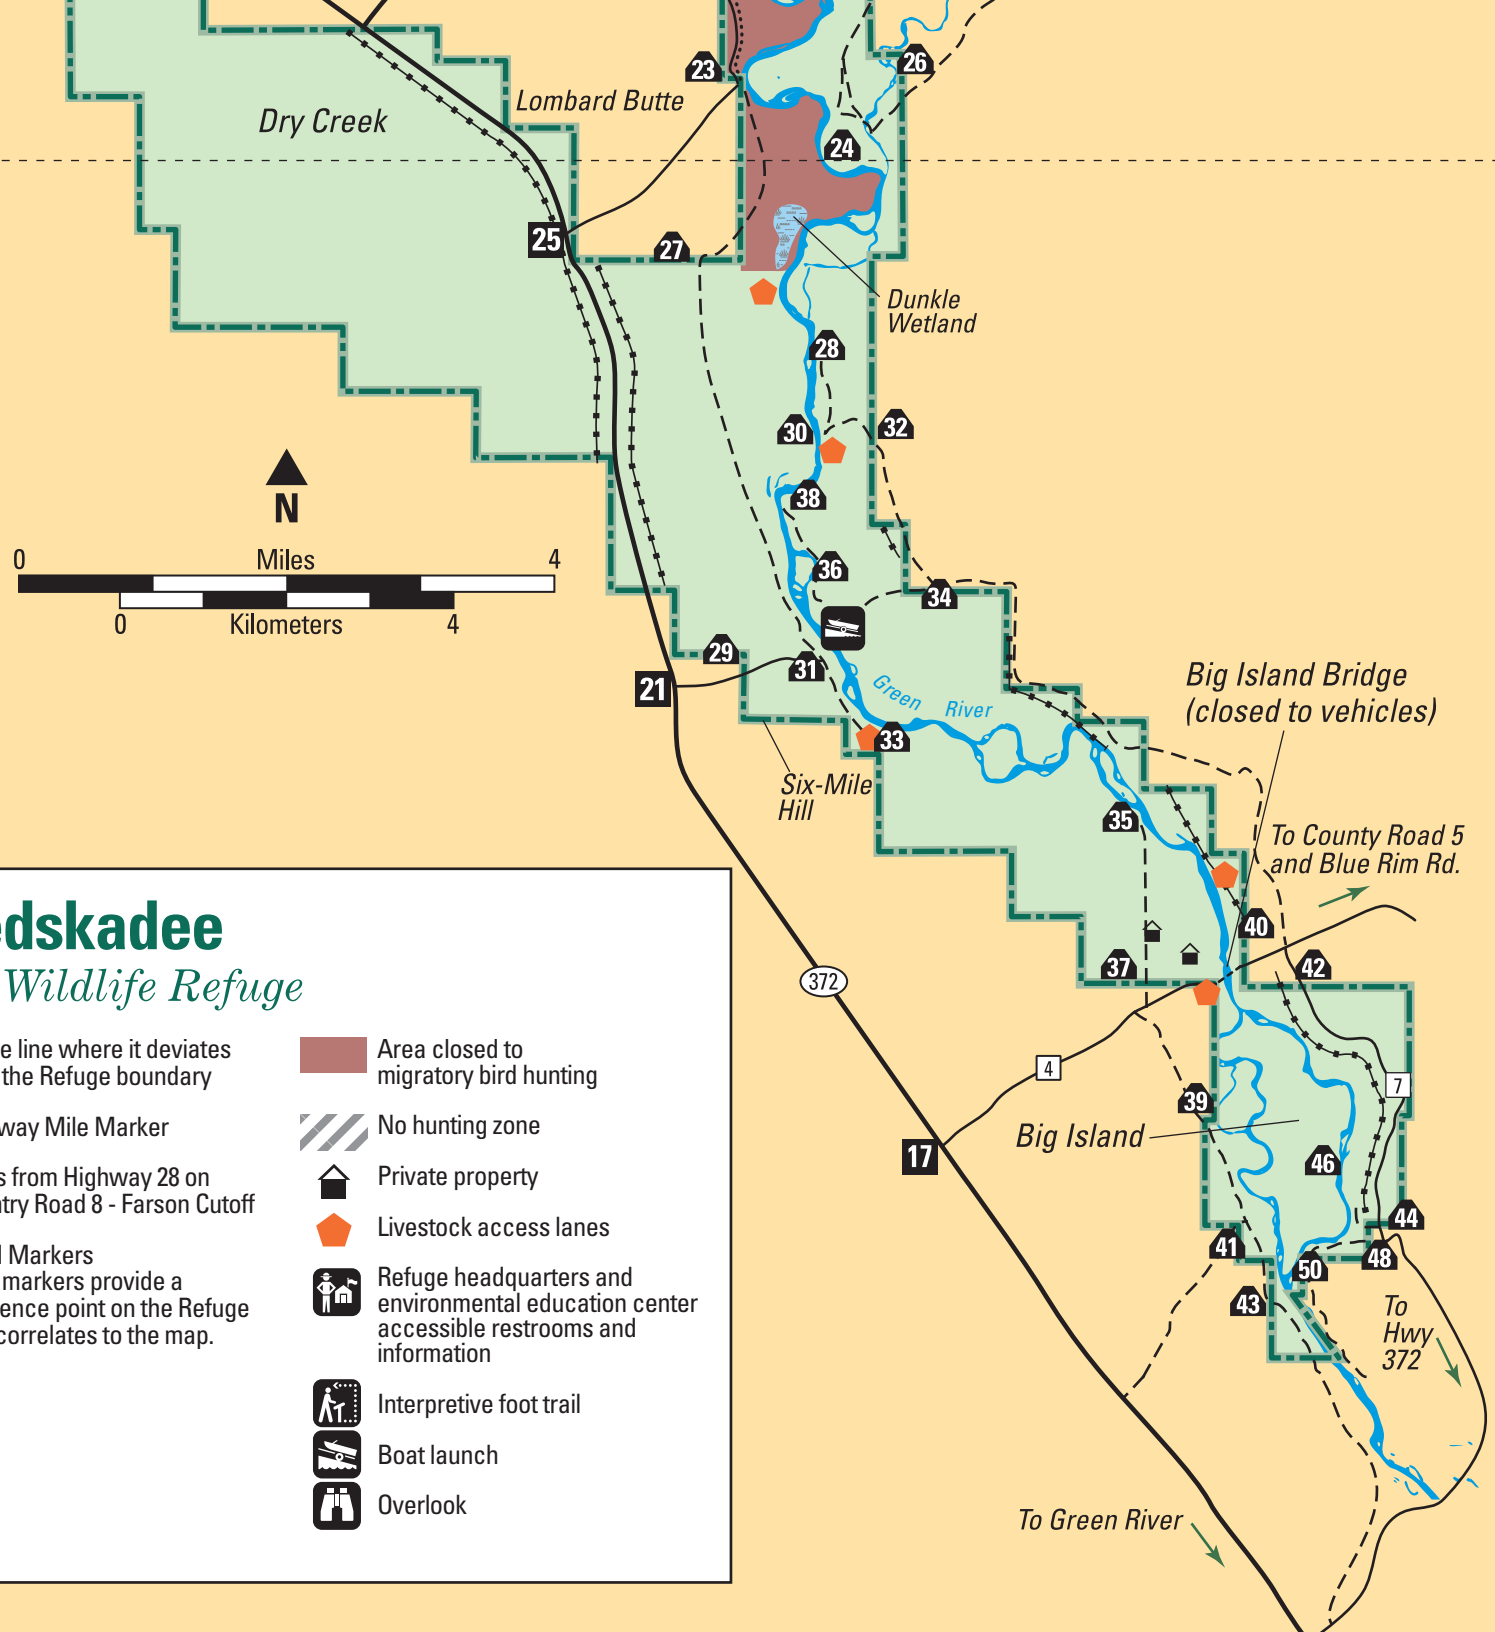 23
26
Lombard Butte
Dry Creek
24
25
27
Dunkle
Wetland
28
30
32
38
N
0 Miles 4
0 Kilometers 4
36
34
29
31
21
Green River
33
Big Island Bridge
(closed to vehicles)
Six-Mile
Hill
35
To County Road 5
and Blue Rim Rd.
40
37
42
372
4
7
39
Big Island
17
46
44
41
48
50
43
To
Hwy
372
To Green River
edskadee
Wildlife Refuge
e line where it deviates
the Refuge boundary
way Mile Marker
s from Highway 28 on
ntry Road 8 - Farson Cutoff
l Markers
markers provide a
ence point on the Refuge
correlates to the map.
Area closed to
migratory bird hunting
No hunting zone
Private property
Livestock access lanes
Refuge headquarters and
environmental education center
accessible restrooms and
information
Interpretive foot trail
Boat launch
Overlook